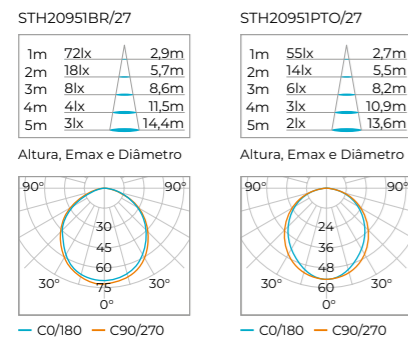 STH20951BR/27
1m 72lx 2,9m
2m 18lx 5,7m
3m 8lx 8,6m
4m 4lx 11,5m
5m 3lx 14,4m
Altura, Emax e Diâmetro
90° 90°
30
45
60
75
30° 30°
0°
C0/180 C90/270
STH20951PTO/27
1m 55lx 2,7m
2m 14lx 5,5m
3m 6lx 8,2m
4m 3lx 10,9m
5m 2lx 13,6m
Altura, Emax e Diâmetro
90° 90°
24
36
48
60
30° 30°
0°
C0/180 C90/270